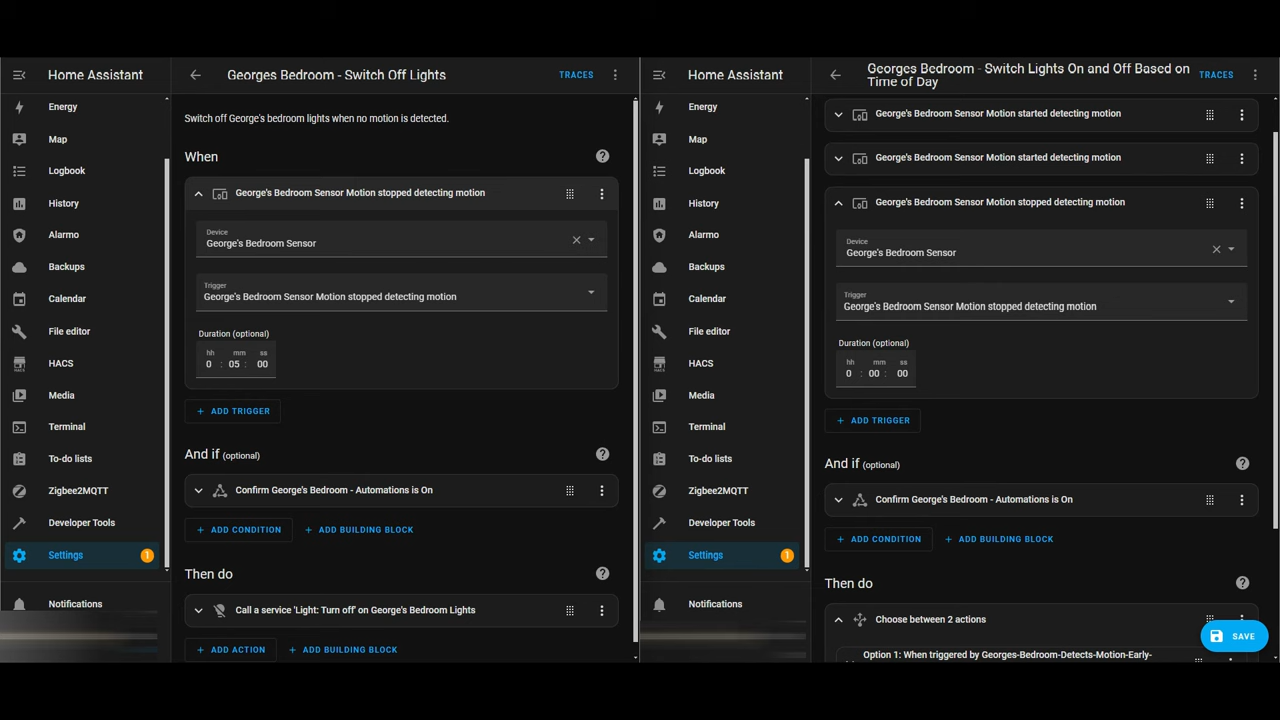 Home Assistant
Energy
Map
Logbook
History
Alarmo
Backups
Calendar
File editor
HACS
HACS
Media
Terminal
To-do lists
Zigbee2MQTT
Developer Tools
Settings
1
Notifications
Georges Bedroom - Switch Off Lights
TRACES
Switch off George's bedroom lights when no motion is detected.
When
George's Bedroom Sensor Motion stopped detecting motion
Device
George's Bedroom Sensor
Trigger
George's Bedroom Sensor Motion stopped detecting motion
Duration (optional)
hh mm ss
0 : 05 : 00
+ ADD TRIGGER
And if (optional)
Confirm George's Bedroom - Automations is On
+ ADD CONDITION + ADD BUILDING BLOCK
Then do
Call a service 'Light: Turn off' on George's Bedroom Lights
+ ADD ACTION + ADD BUILDING BLOCK
Home Assistant
Energy
Map
Logbook
History
Alarmo
Backups
Calendar
File editor
HACS
HACS
Media
Terminal
To-do lists
Zigbee2MQTT
Developer Tools
Settings
1
Notifications
Georges Bedroom - Switch Lights On and Off Based on
Time of Day
TRACES
George's Bedroom Sensor Motion started detecting motion
George's Bedroom Sensor Motion started detecting motion
George's Bedroom Sensor Motion stopped detecting motion
Device
George's Bedroom Sensor
Trigger
George's Bedroom Sensor Motion stopped detecting motion
Duration (optional)
hh mm ss
0 : 00 : 00
+ ADD TRIGGER
And if (optional)
Confirm George's Bedroom - Automations is On
+ ADD CONDITION + ADD BUILDING BLOCK
Then do
Choose between 2 actions
SAVE
Option 1: When triggered by Georges-Bedroom-Detects-Motion-Early-